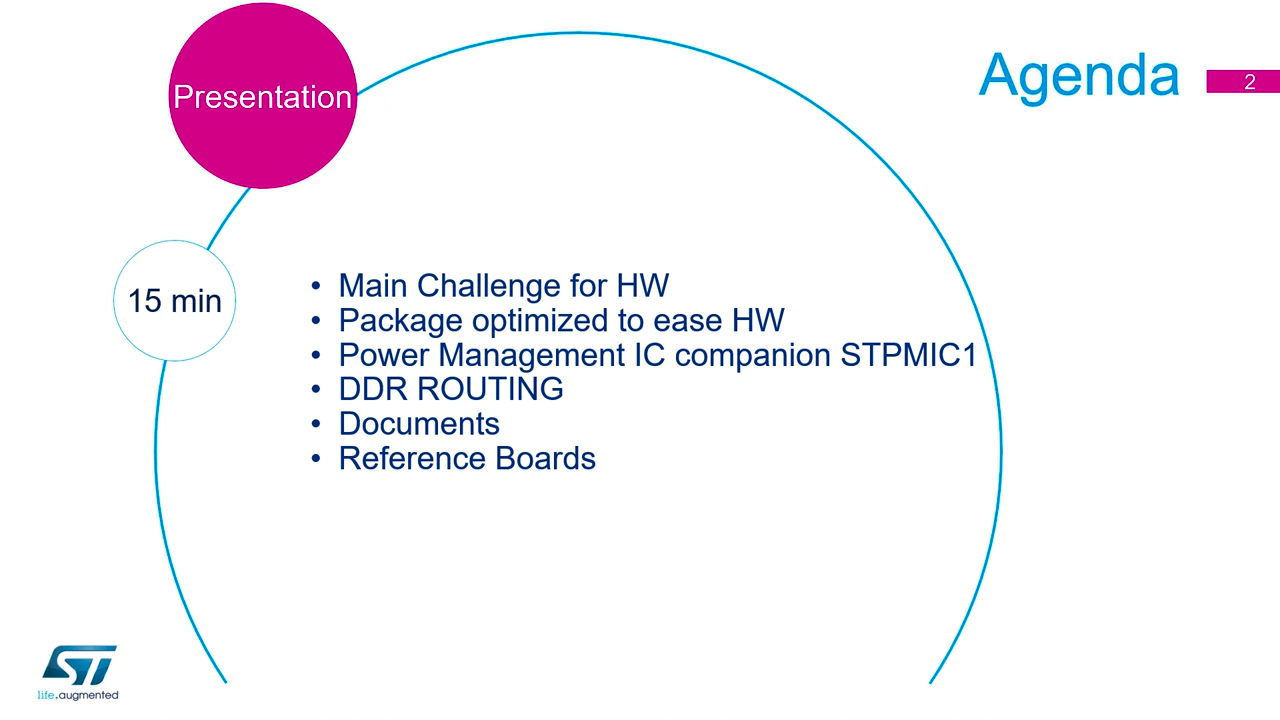 Presentation
Agenda
2
15 min
• Main Challenge for HW
• Package optimized to ease HW
• Power Management IC companion STPMIC1
• DDR ROUTING
• Documents
• Reference Boards
ST
life.augmented